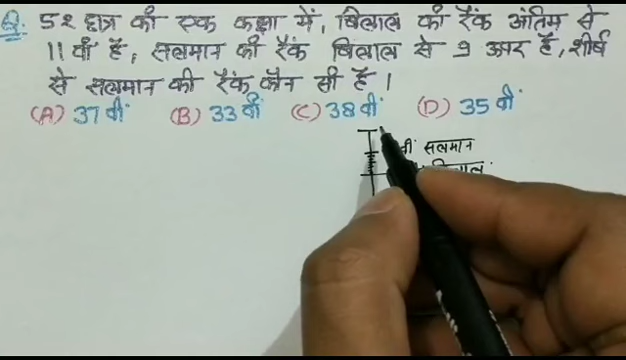 Q. 52 छात्र की एक कक्षा में, बिलाल की रैंक अंतिम से
11 वीं है, सलमान की रैंक बिलाल से 9 ऊपर है, शीर्ष
से सलमान की रैंक कौन सी है।
(A) 37 वीं (B) 33 वीं (C) 38 वीं (D) 35 वीं
वीं सलमान